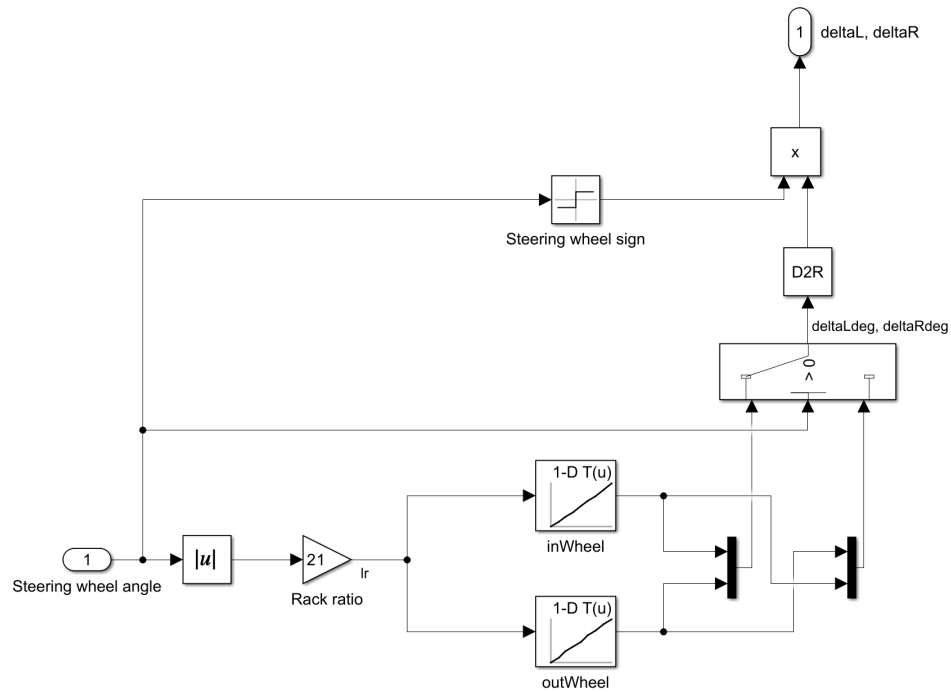 1
deltaL, deltaR
x
Steering wheel sign
D2R
deltaLdeg, deltaRdeg
> 0
1-D T(u)
inWheel
1
Steering wheel angle
|u|
21
Rack ratio
lr
1-D T(u)
outWheel